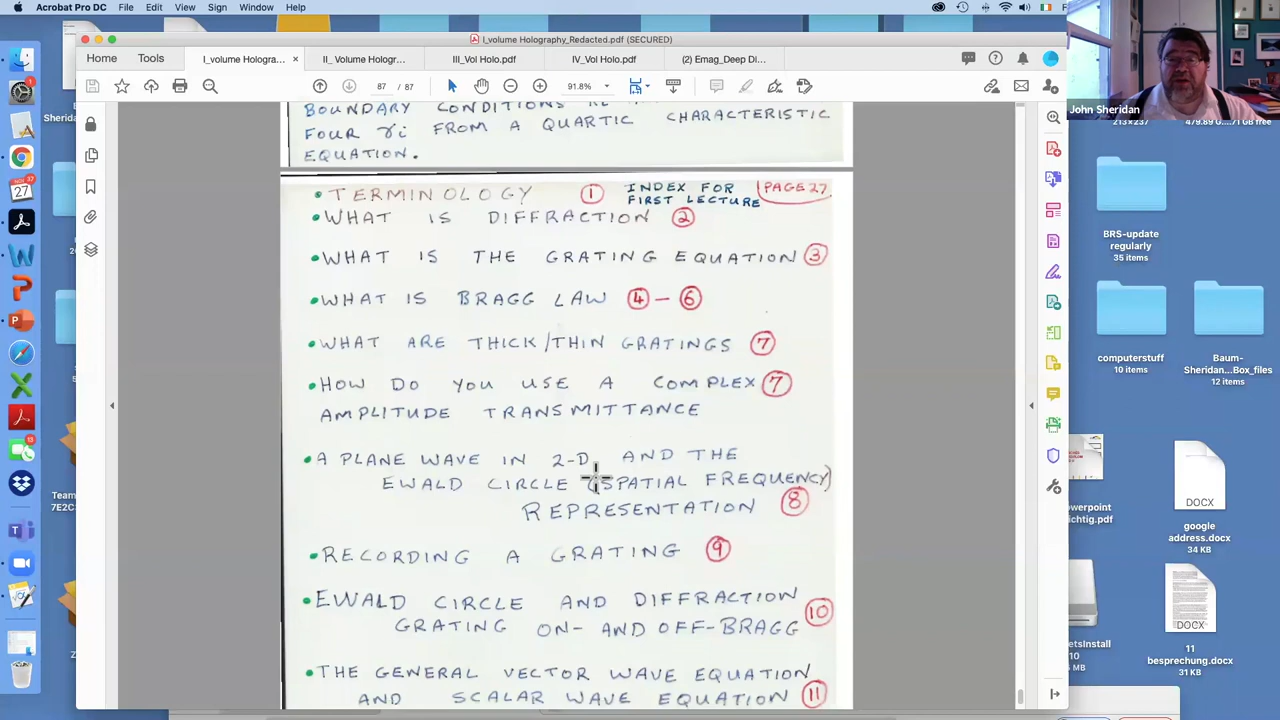 Acrobat Pro DC File Edit View Sign Window Help
I_volume Holography_Redacted.pdf (SECURED)
Home Tools I_volume Hologra... × II_ Volume Hologr... III_Vol Holo.pdf IV_Vol Holo.pdf (2) Emag_Deep Di...
87 / 87 91.8%
John Sheridan
BOUNDARY CONDITIONS
FOUR γi FROM A QUARTIC CHARACTERISTIC
EQUATION.
• TERMINOLOGY ① INDEX FOR PAGE 27
FIRST LECTURE
• WHAT IS DIFFRACTION ②
• WHAT IS THE GRATING EQUATION ③
• WHAT IS BRAGG LAW ④ – ⑥
• WHAT ARE THICK/THIN GRATINGS ⑦
• HOW DO YOU USE A COMPLEX ⑦
AMPLITUDE TRANSMITTANCE
• A PLANE WAVE IN 2-D AND THE
EWALD CIRCLE (SPATIAL FREQUENCY)
REPRESENTATION ⑧
• RECORDING A GRATING ⑨
• EWALD CIRCLE AND DIFFRACTION
GRATING ON- AND OFF-BRAGG ⑩
• THE GENERAL VECTOR WAVE EQUATION
AND SCALAR WAVE EQUATION ⑪
213×237
BRS-update
regularly
35 items
computerstuff
10 items
Baum-
Sheridan...
Box_files
12 items
DOCX
google
address.docx
34 KB
DOCX
11
besprechung.docx
31 KB
NOV
27